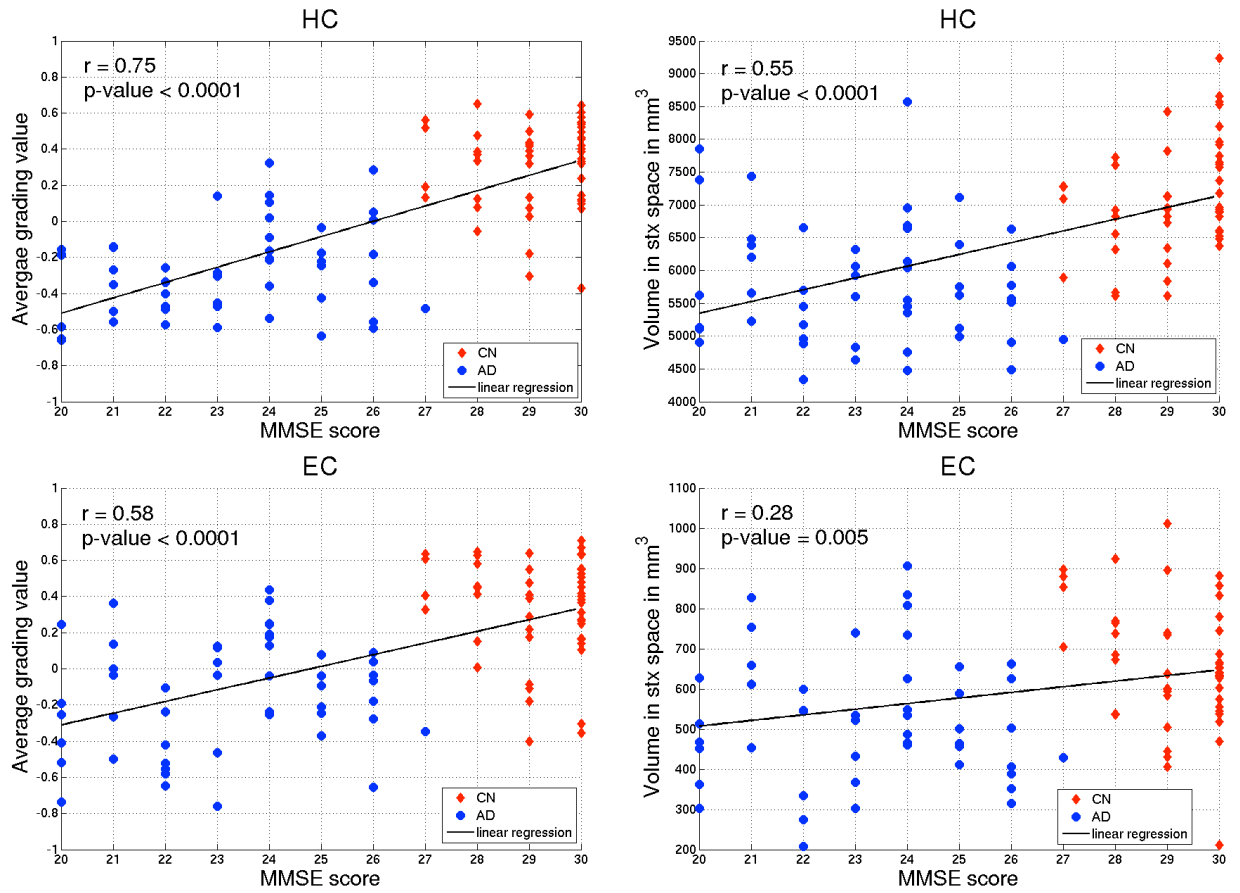 HC
r = 0.75
p-value < 0.0001
Avergae grading value
1
0.8
0.6
0.4
0.2
0
-0.2
-0.4
-0.6
-0.8
-1
CN
AD
linear regression
20 21 22 23 24 25 26 27 28 29 30
MMSE score
HC
r = 0.55
p-value < 0.0001
Volume in stx space in mm³
9500
9000
8500
8000
7500
7000
6500
6000
5500
5000
4500
4000
CN
AD
linear regression
20 21 22 23 24 25 26 27 28 29 30
MMSE score
EC
r = 0.58
p-value < 0.0001
Average grading value
1
0.8
0.6
0.4
0.2
0
-0.2
-0.4
-0.6
-0.8
-1
CN
AD
linear regression
20 21 22 23 24 25 26 27 28 29 30
MMSE score
EC
r = 0.28
p-value = 0.005
Volume in stx space in mm³
1100
1000
900
800
700
600
500
400
300
200
CN
AD
linear regression
20 21 22 23 24 25 26 27 28 29 30
MMSE score